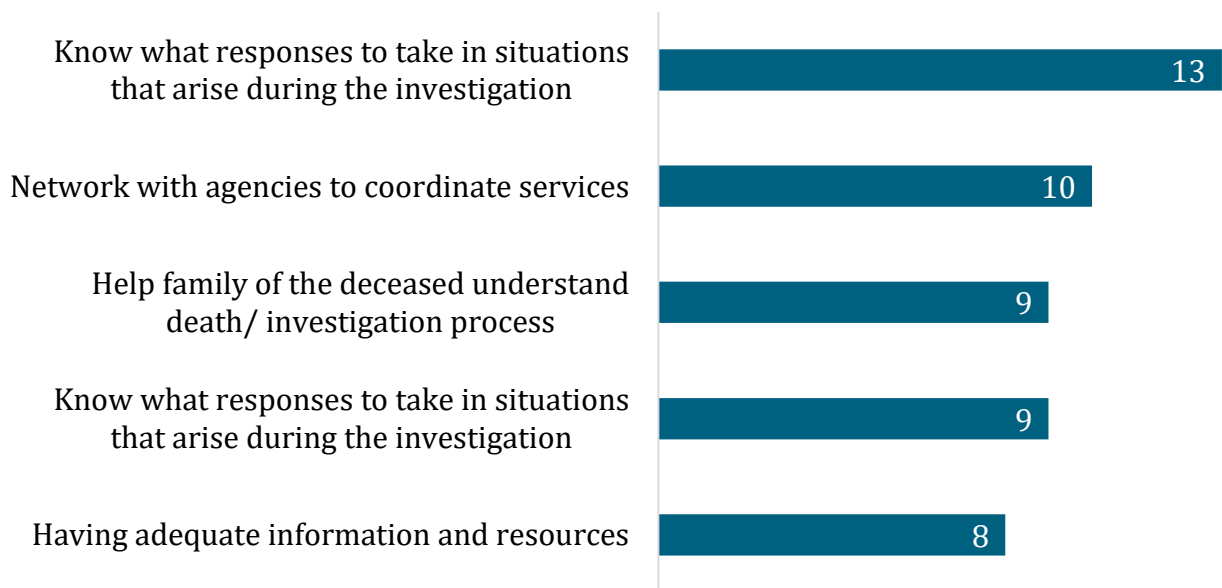 Know what responses to take in situations
that arise during the investigation
13
Network with agencies to coordinate services
10
Help family of the deceased understand
death/ investigation process
9
Know what responses to take in situations
that arise during the investigation
9
Having adequate information and resources
8